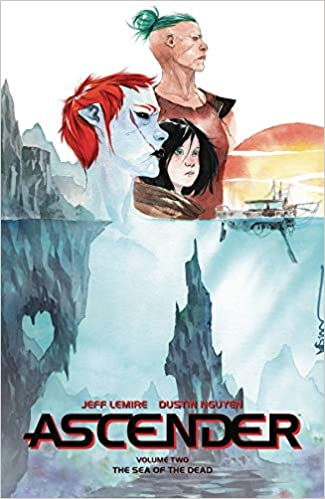 JEFF LEMIRE DUSTIN NGUYEN
ASCENDER
VOLUME TWO
THE SEA OF THE DEAD